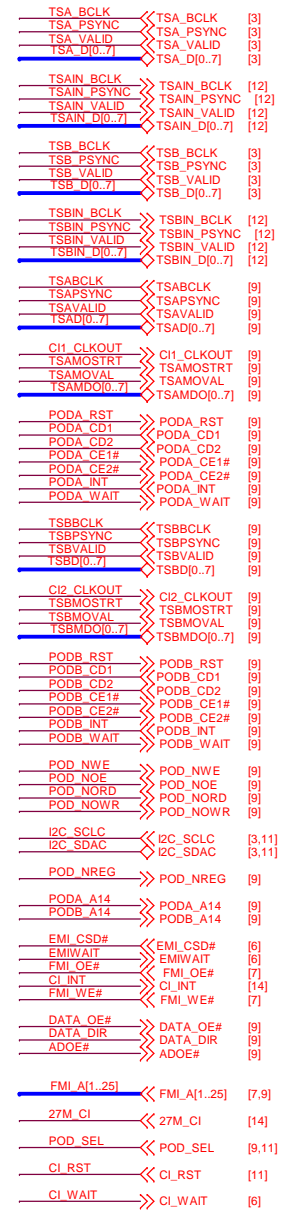 TSA_BCLK TSA_BCLK [3]
TSA_PSYNC TSA_PSYNC [3]
TSA_VALID TSA_VALID [3]
TSA_D[0..7] TSA_D[0..7] [3]
TSAIN_BCLK TSAIN_BCLK [12]
TSAIN_PSYNC TSAIN_PSYNC [12]
TSAIN_VALID TSAIN_VALID [12]
TSAIN_D[0..7] TSAIN_D[0..7] [12]
TSB_BCLK TSB_BCLK [3]
TSB_PSYNC TSB_PSYNC [3]
TSB_VALID TSB_VALID [3]
TSB_D[0..7] TSB_D[0..7] [3]
TSBIN_BCLK TSBIN_BCLK [12]
TSBIN_PSYNC TSBIN_PSYNC [12]
TSBIN_VALID TSBIN_VALID [12]
TSBIN_D[0..7] TSBIN_D[0..7] [12]
TSABCLK TSABCLK [9]
TSAPSYNC TSAPSYNC [9]
TSAVALID TSAVALID [9]
TSAD[0..7] TSAD[0..7] [9]
CI1_CLKOUT CI1_CLKOUT [9]
TSAMOSTRT TSAMOSTRT [9]
TSAMOVAL TSAMOVAL [9]
TSAMDO[0..7] TSAMDO[0..7] [9]
PODA_RST PODA_RST [9]
PODA_CD1 PODA_CD1 [9]
PODA_CD2 PODA_CD2 [9]
PODA_CE1# PODA_CE1# [9]
PODA_CE2# PODA_CE2# [9]
PODA_INT PODA_INT [9]
PODA_WAIT PODA_WAIT [9]
TSBBCLK TSBBCLK [9]
TSBPSYNC TSBPSYNC [9]
TSBVALID TSBVALID [9]
TSBD[0..7] TSBD[0..7] [9]
CI2_CLKOUT CI2_CLKOUT [9]
TSBMOSTRT TSBMOSTRT [9]
TSBMOVAL TSBMOVAL [9]
TSBMDO[0..7] TSBMDO[0..7] [9]
PODB_RST PODB_RST [9]
PODB_CD1 PODB_CD1 [9]
PODB_CD2 PODB_CD2 [9]
PODB_CE1# PODB_CE1# [9]
PODB_CE2# PODB_CE2# [9]
PODB_INT PODB_INT [9]
PODB_WAIT PODB_WAIT [9]
POD_NWE POD_NWE [9]
POD_NOE POD_NOE [9]
POD_NORD POD_NORD [9]
POD_NOWR POD_NOWR [9]
I2C_SCLC I2C_SCLC [3,11]
I2C_SDAC I2C_SDAC [3,11]
POD_NREG POD_NREG [9]
PODA_A14 PODA_A14 [9]
PODB_A14 PODB_A14 [9]
EMI_CSD# EMI_CSD# [6]
EMIWAIT EMIWAIT [6]
FMI_OE# FMI_OE# [7]
CI_INT CI_INT [14]
FMI_WE# FMI_WE# [7]
DATA_OE# DATA_OE# [9]
DATA_DIR DATA_DIR [9]
ADOE# ADOE# [9]
FMI_A[1..25] FMI_A[1..25] [7,9]
27M_CI 27M_CI [14]
POD_SEL POD_SEL [9,11]
CI_RST CI_RST [11]
CI_WAIT CI_WAIT [6]